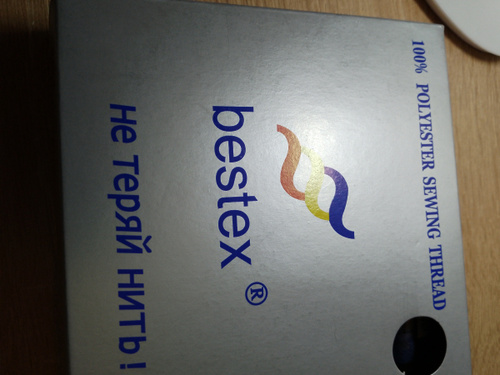 100% POLYESTER SEWING THREAD
bestex ®
не теряй нить!